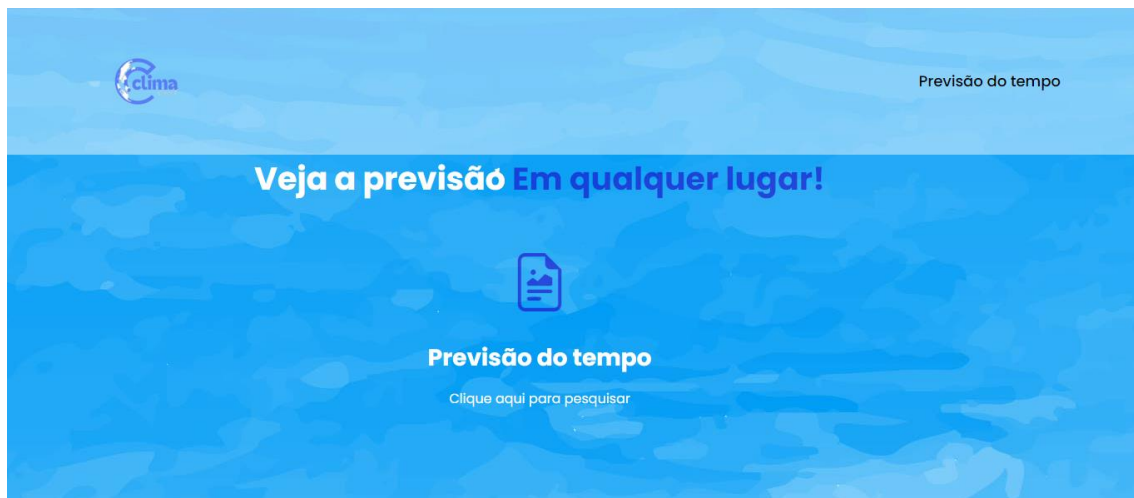 clima
Previsão do tempo
Veja a previsão Em qualquer lugar!
Previsão do tempo
Clique aqui para pesquisar